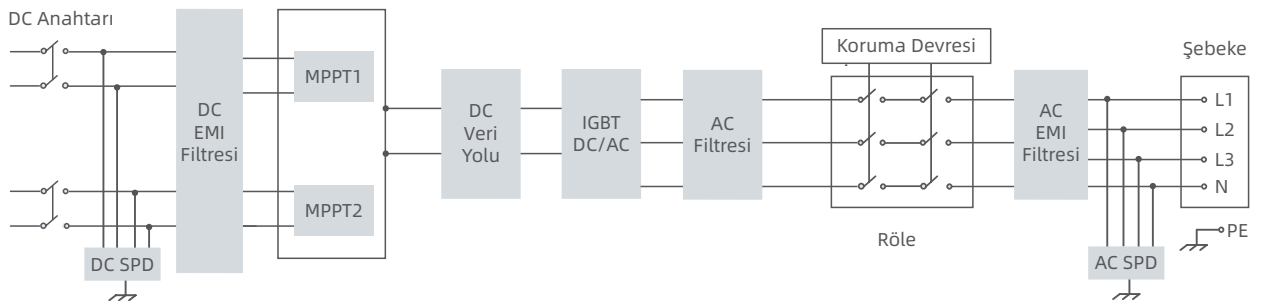 DC Anahtarı
DC
EMI
Filtresi
MPPT1
MPPT2
DC SPD
DC
Veri
Yolu
IGBT
DC/AC
AC
Filtresi
Koruma Devresi
Röle
AC
EMI
Filtresi
Şebeke
L1
L2
L3
N
PE
AC SPD